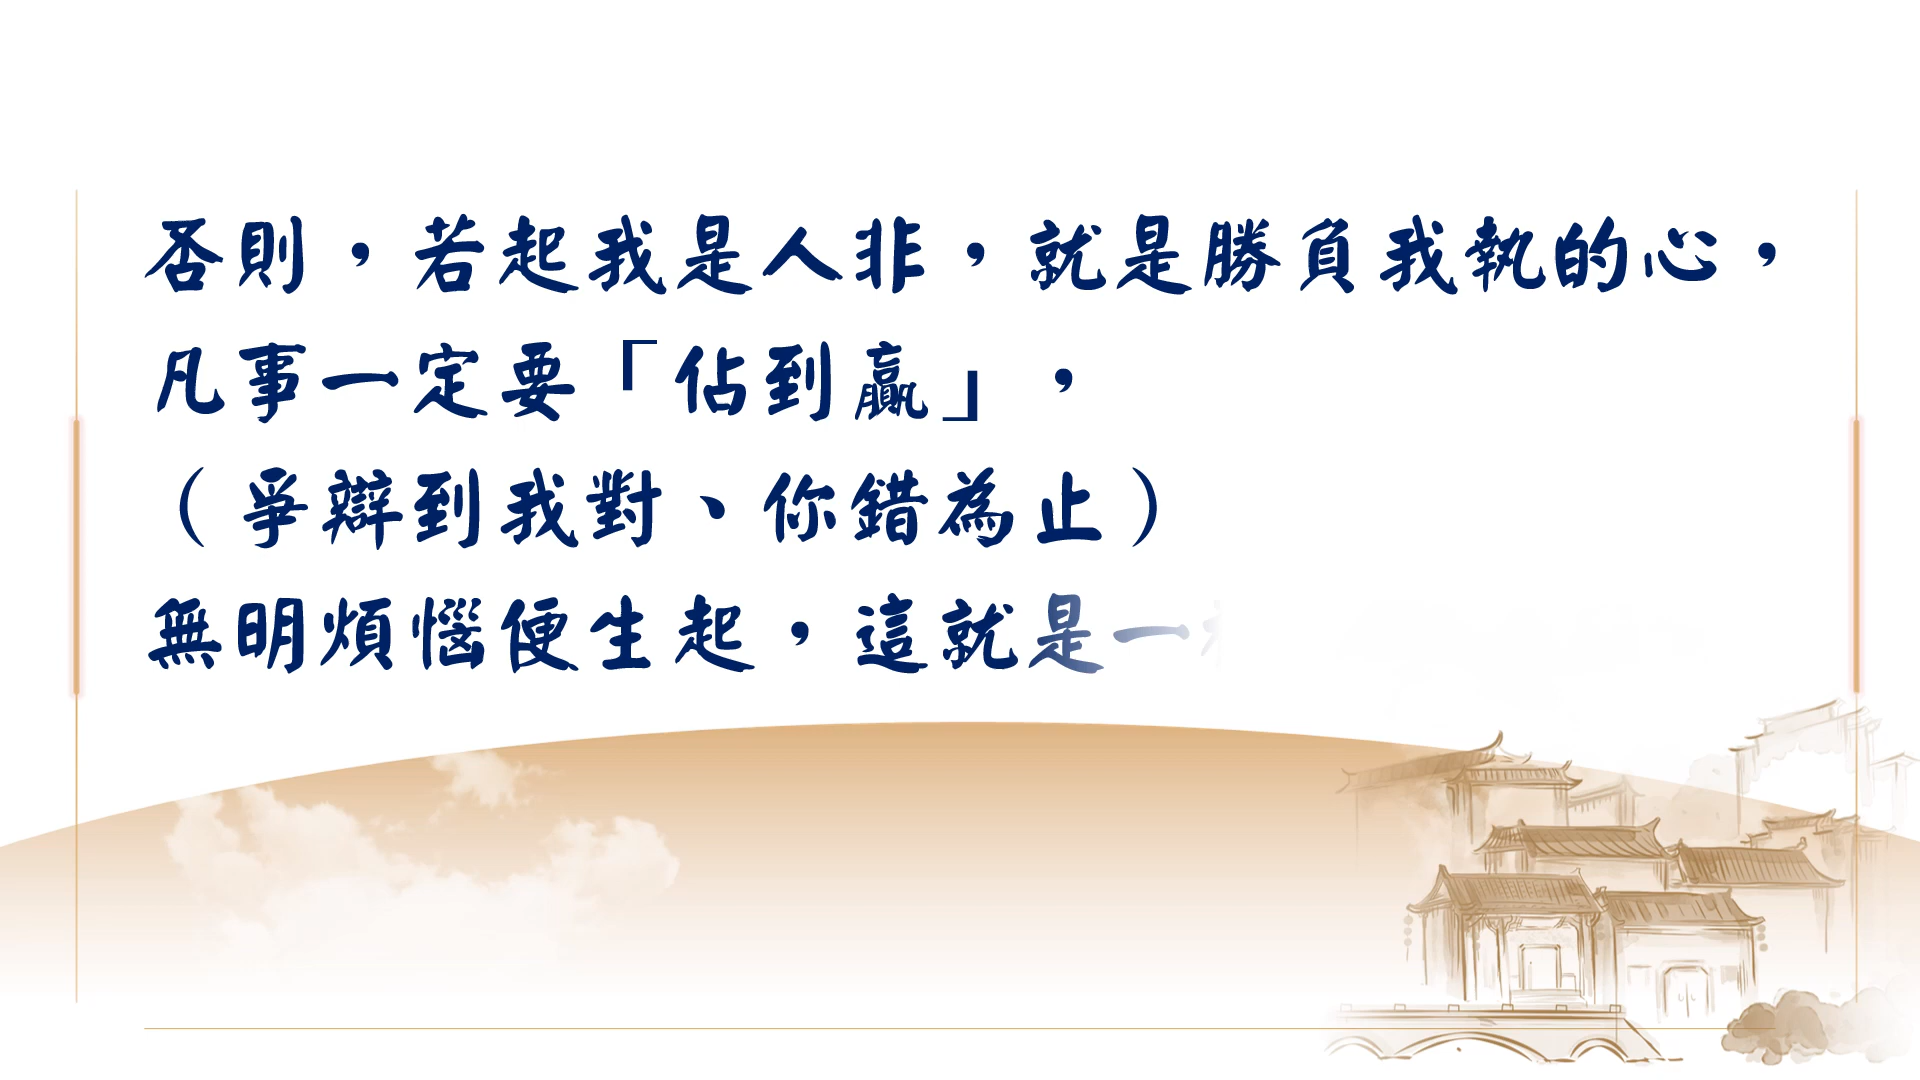 否則，若起我是人非，就是勝負我執的心，
凡事一定要「佔到贏」，
（爭辯到我對、你錯為止）
無明煩惱便生起，這就是一